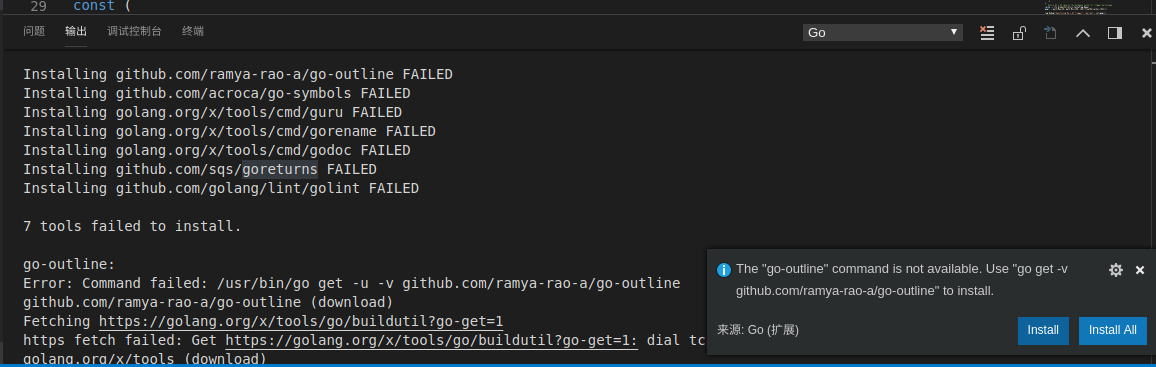 29 const (
问题 输出 调试控制台 终端 Go
Installing github.com/ramya-rao-a/go-outline FAILED
Installing github.com/acroca/go-symbols FAILED
Installing golang.org/x/tools/cmd/guru FAILED
Installing golang.org/x/tools/cmd/gorename FAILED
Installing golang.org/x/tools/cmd/godoc FAILED
Installing github.com/sqs/goreturns FAILED
Installing github.com/golang/lint/golint FAILED
7 tools failed to install.
go-outline:
Error: Command failed: /usr/bin/go get -u -v github.com/ramya-rao-a/go-outline
github.com/ramya-rao-a/go-outline (download)
Fetching https://golang.org/x/tools/go/buildutil?go-get=1
https fetch failed: Get https://golang.org/x/tools/go/buildutil?go-get=1: dial tc
golang.org/x/tools (download)
The "go-outline" command is not available. Use "go get -v
github.com/ramya-rao-a/go-outline" to install.
来源: Go (扩展)
Install
Install All